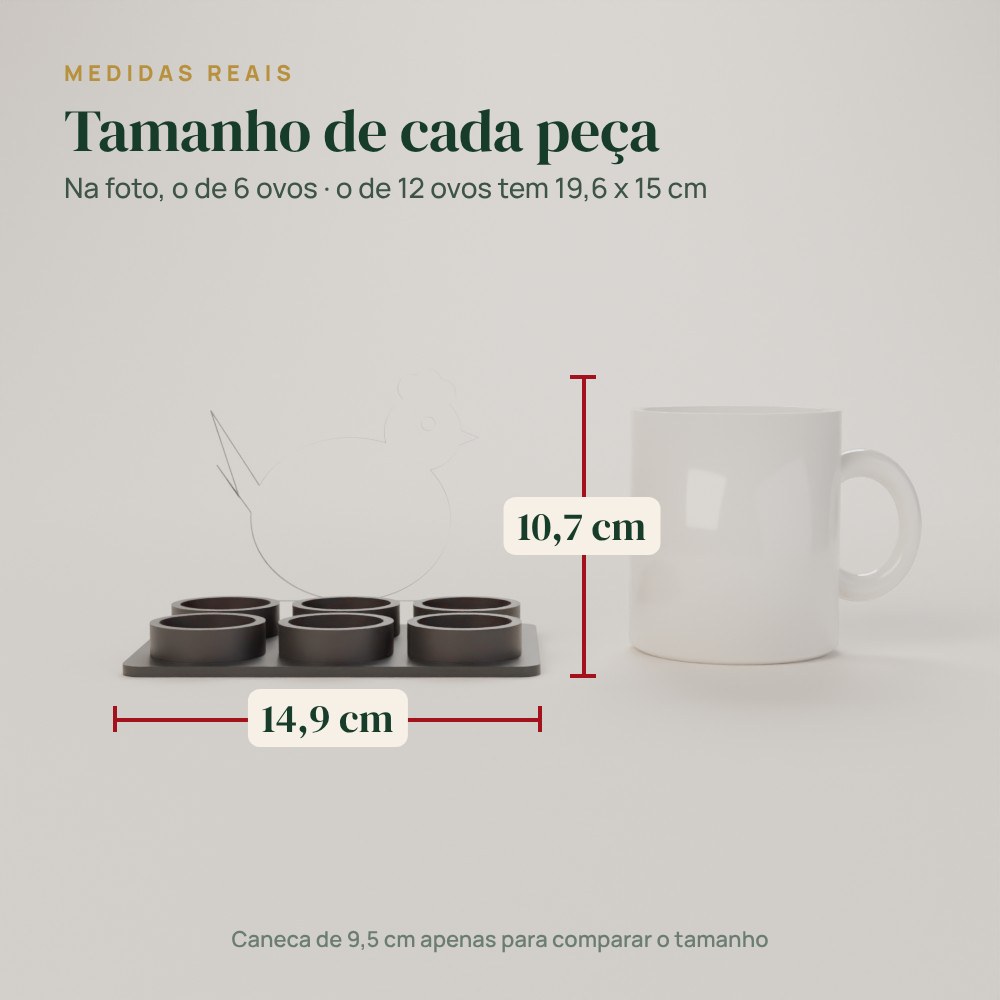 MEDIDAS REAIS
Tamanho de cada peça
Na foto, o de 6 ovos · o de 12 ovos tem 19,6 x 15 cm
10,7 cm
14,9 cm
Caneca de 9,5 cm apenas para comparar o tamanho